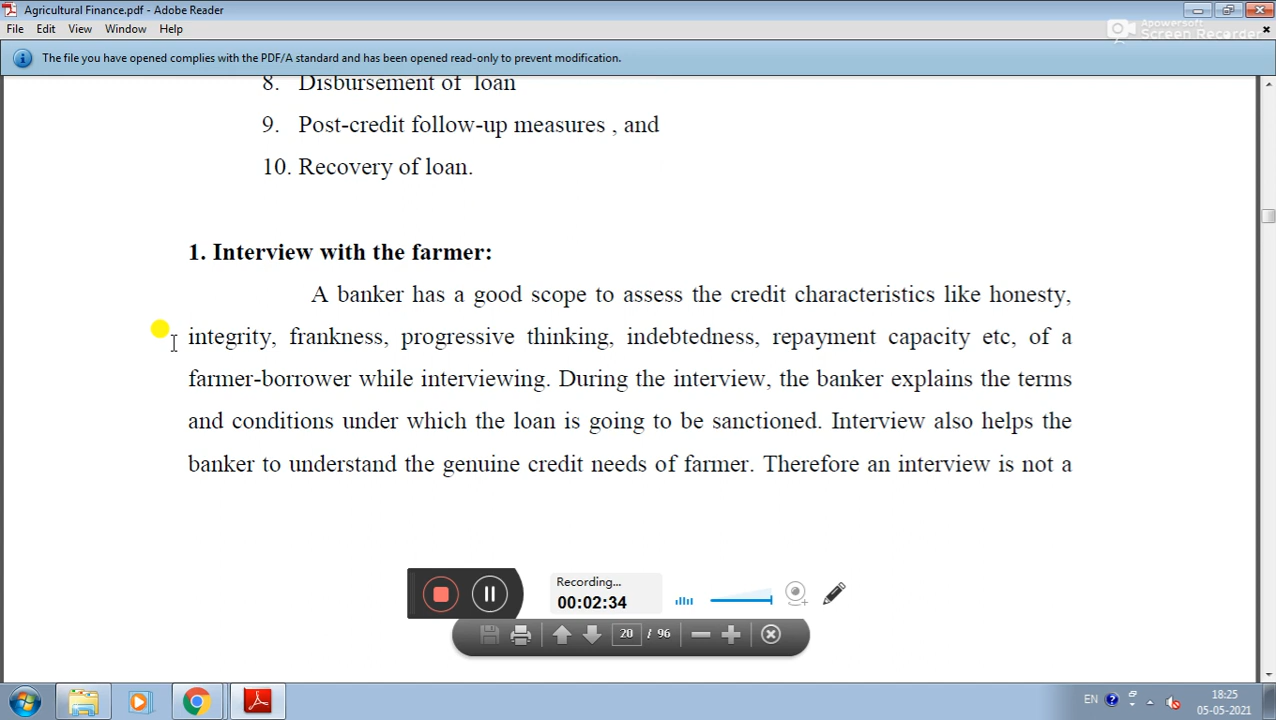 Agricultural Finance.pdf - Adobe Reader
File Edit View Window Help
Apowersoft
Screen Recorder
The file you have opened complies with the PDF/A standard and has been opened read-only to prevent modification.
8. Disbursement of loan
9. Post-credit follow-up measures , and
10. Recovery of loan.
1. Interview with the farmer:
A banker has a good scope to assess the credit characteristics like honesty,
integrity, frankness, progressive thinking, indebtedness, repayment capacity etc, of a
farmer-borrower while interviewing. During the interview, the banker explains the terms
and conditions under which the loan is going to be sanctioned. Interview also helps the
banker to understand the genuine credit needs of farmer. Therefore an interview is not a
Recording...
00:02:34
20 / 96
EN
18:25
05-05-2021